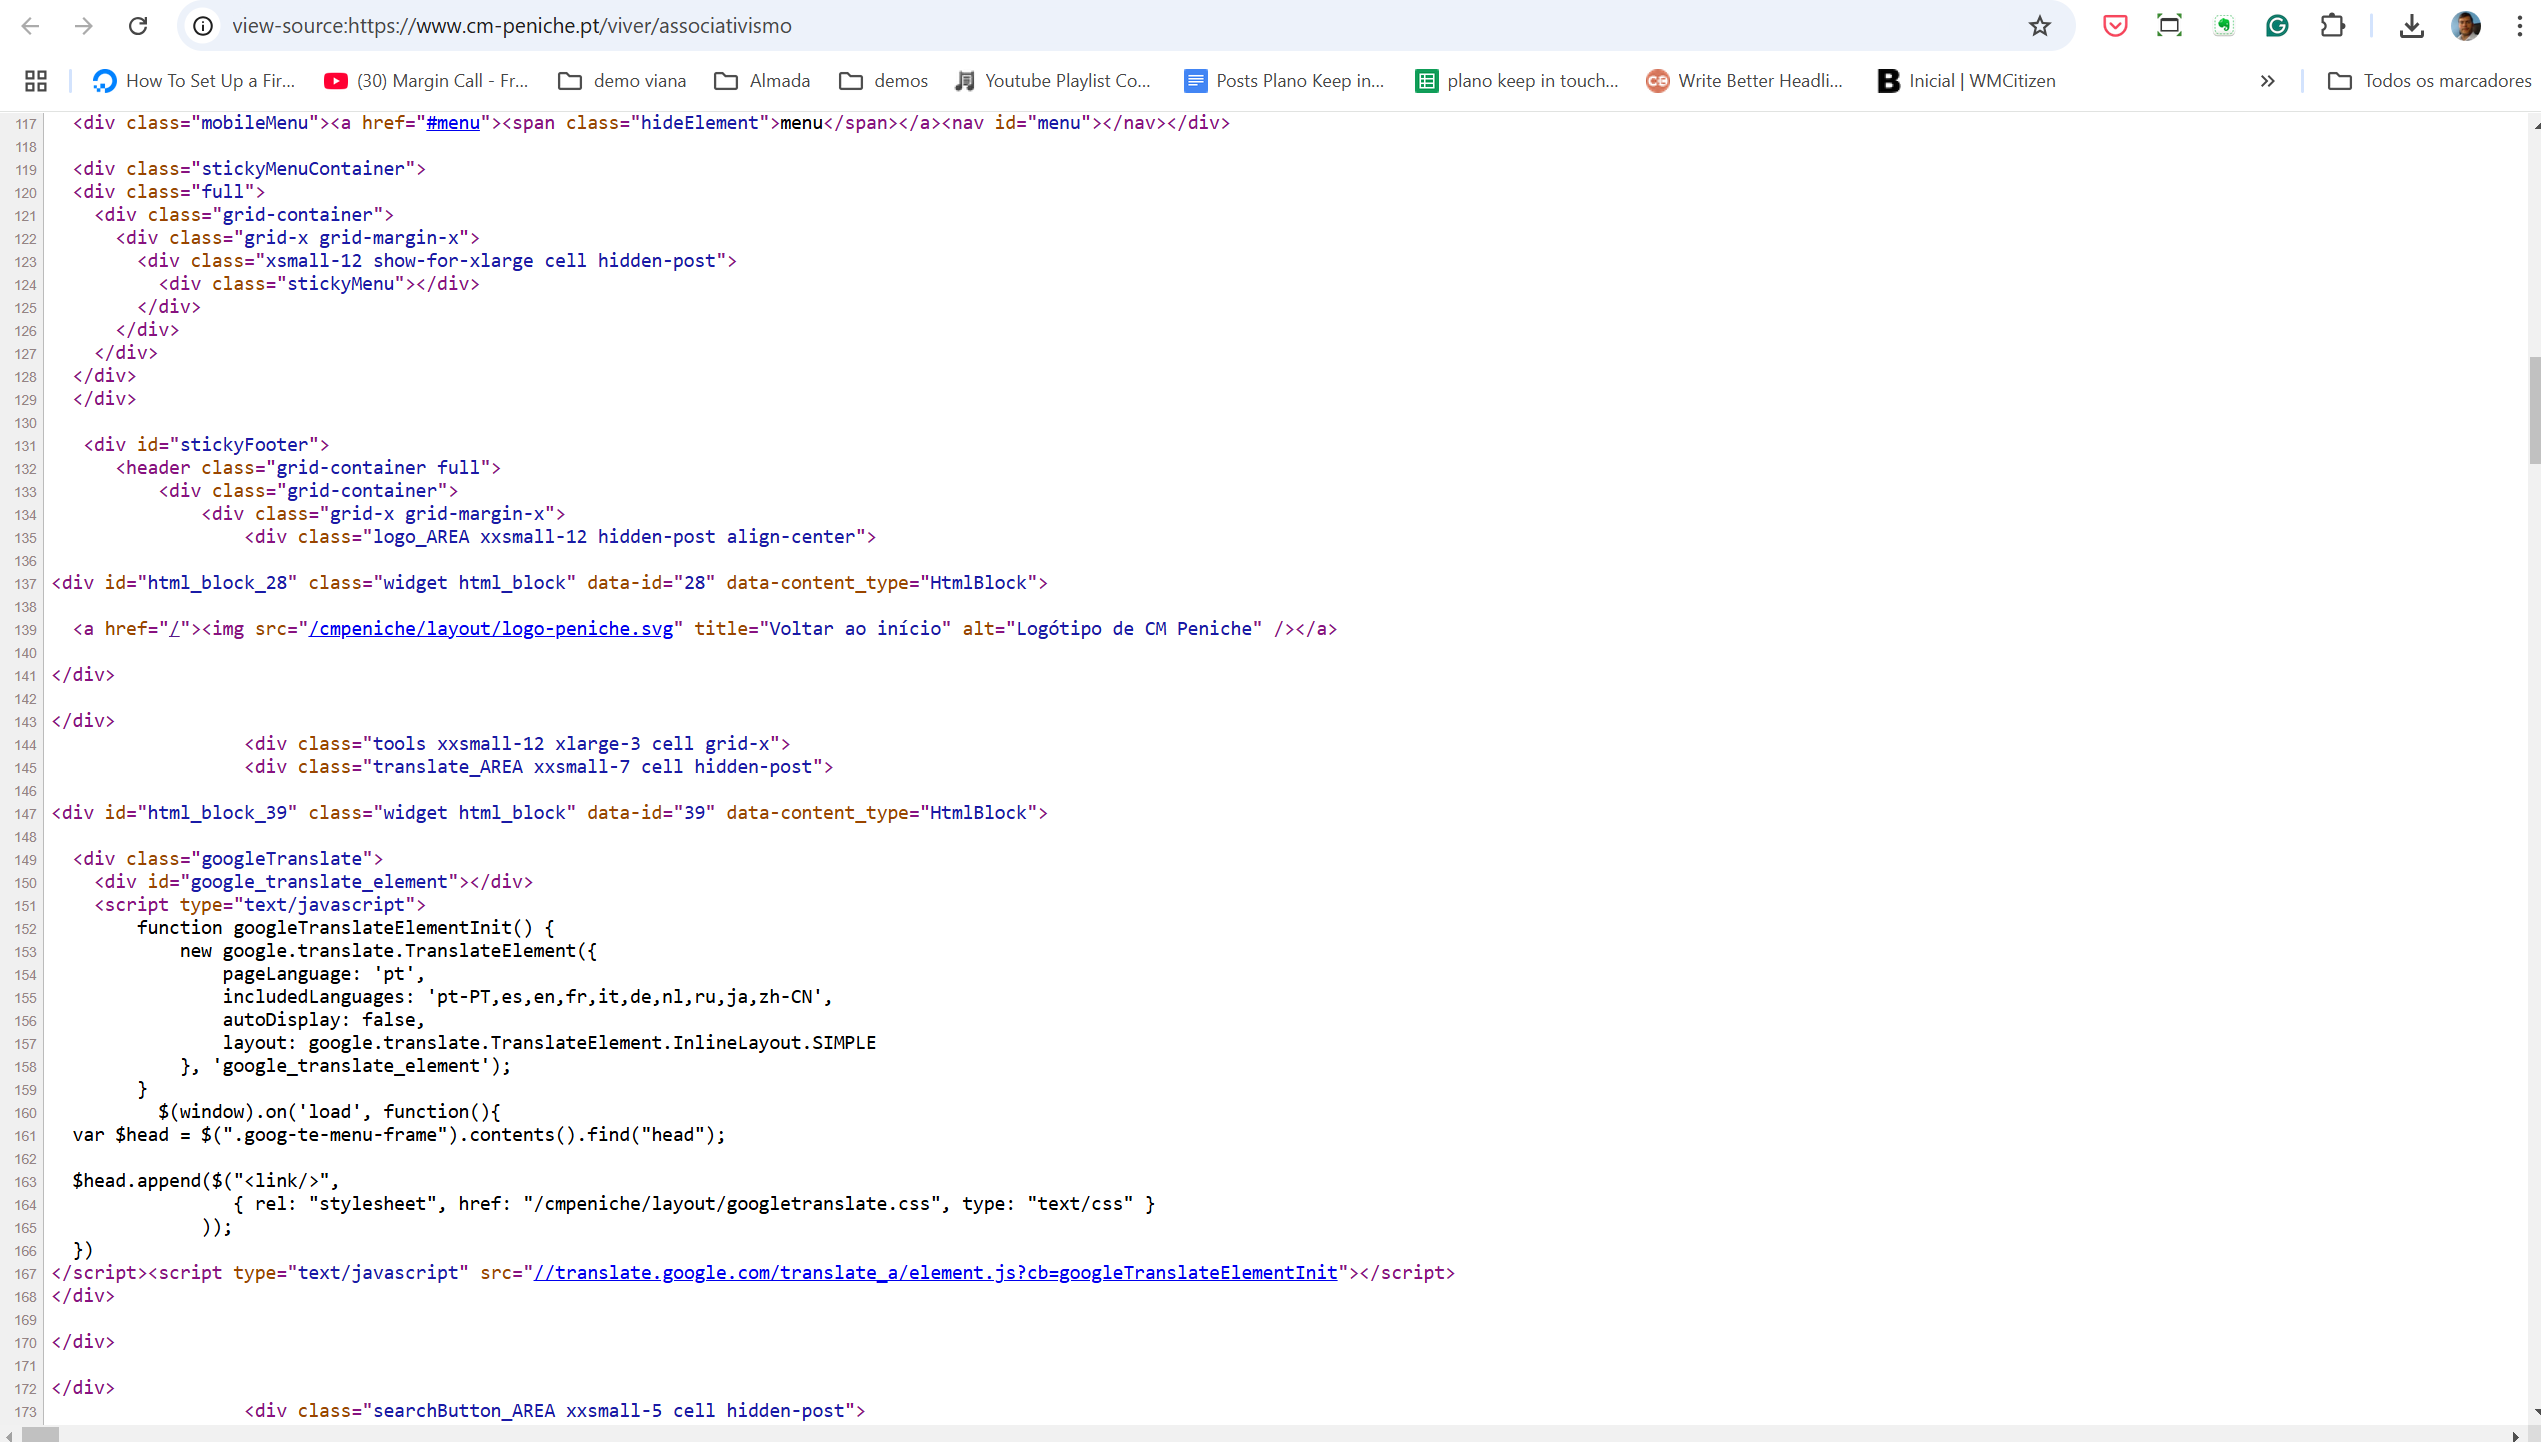 view-source:https://www.cm-peniche.pt/viver/associativismo
How To Set Up a Fir... (30) Margin Call - Fr... demo viana Almada demos Youtube Playlist Co... Posts Plano Keep in... plano keep in touch... Write Better Headli... Inicial | WMCitizen » Todos os marcadores
117 <div class="mobileMenu"><a href="#menu"><span class="hideElement">menu</span></a><nav id="menu"></nav></div>
118
119 <div class="stickyMenuContainer">
120 <div class="full">
121 <div class="grid-container">
122 <div class="grid-x grid-margin-x">
123 <div class="xsmall-12 show-for-xlarge cell hidden-post">
124 <div class="stickyMenu"></div>
125 </div>
126 </div>
127 </div>
128 </div>
129 </div>
130
131 <div id="stickyFooter">
132 <header class="grid-container full">
133 <div class="grid-container">
134 <div class="grid-x grid-margin-x">
135 <div class="logo_AREA xxsmall-12 hidden-post align-center">
136
137 <div id="html_block_28" class="widget html_block" data-id="28" data-content_type="HtmlBlock">
138
139 <a href="/"><img src="/cmpeniche/layout/logo-peniche.svg" title="Voltar ao início" alt="Logótipo de CM Peniche" /></a>
140
141 </div>
142
143 </div>
144 <div class="tools xxsmall-12 xlarge-3 cell grid-x">
145 <div class="translate_AREA xxsmall-7 cell hidden-post">
146
147 <div id="html_block_39" class="widget html_block" data-id="39" data-content_type="HtmlBlock">
148
149 <div class="googleTranslate">
150 <div id="google_translate_element"></div>
151 <script type="text/javascript">
152 function googleTranslateElementInit() {
153 new google.translate.TranslateElement({
154 pageLanguage: 'pt',
155 includedLanguages: 'pt-PT,es,en,fr,it,de,nl,ru,ja,zh-CN',
156 autoDisplay: false,
157 layout: google.translate.TranslateElement.InlineLayout.SIMPLE
158 }, 'google_translate_element');
159 }
160 $(window).on('load', function(){
161 var $head = $(".goog-te-menu-frame").contents().find("head");
162
163 $head.append($("<link/>",
164 { rel: "stylesheet", href: "/cmpeniche/layout/googletranslate.css", type: "text/css" }
165 ));
166 })
167 </script><script type="text/javascript" src="//translate.google.com/translate_a/element.js?cb=googleTranslateElementInit"></script>
168 </div>
169
170 </div>
171
172 </div>
173 <div class="searchButton_AREA xxsmall-5 cell hidden-post">